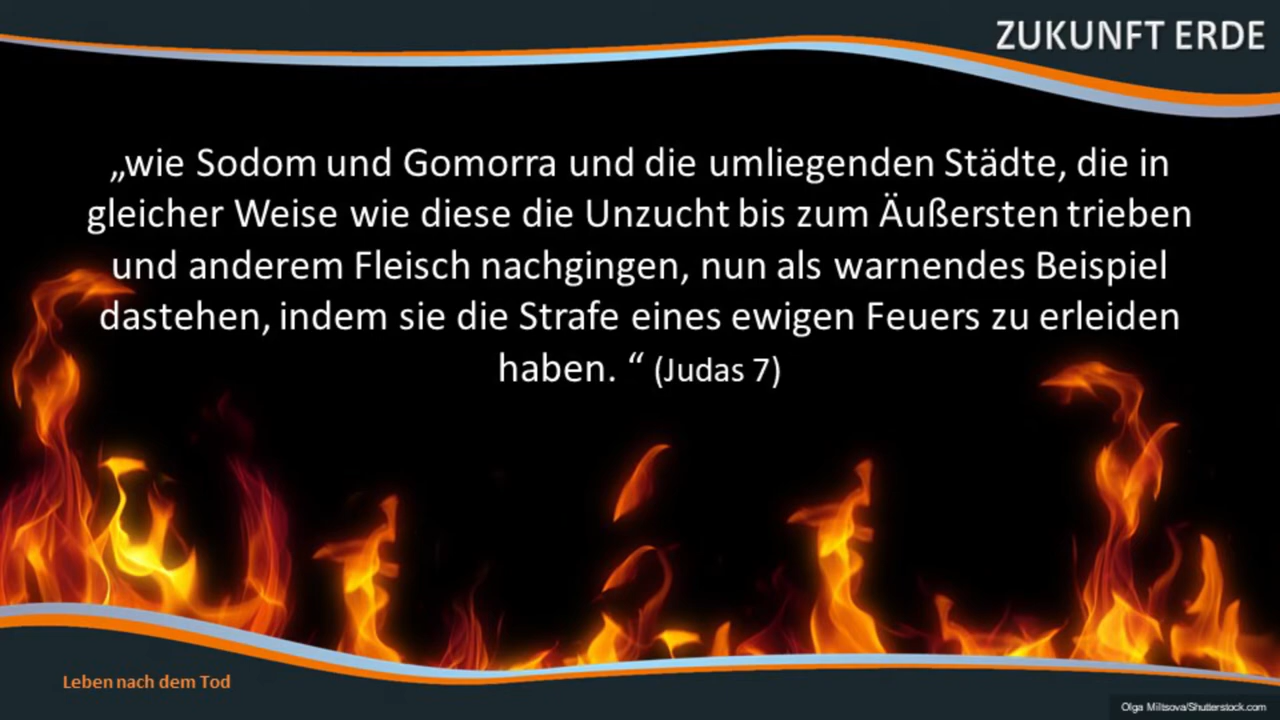 ZUKUNFT ERDE
„wie Sodom und Gomorra und die umliegenden Städte, die in
gleicher Weise wie diese die Unzucht bis zum Äußersten trieben
und anderem Fleisch nachgingen, nun als warnendes Beispiel
dastehen, indem sie die Strafe eines ewigen Feuers zu erleiden
haben. “ (Judas 7)
Leben nach dem Tod
Olga Miltsova/Shutterstock.com